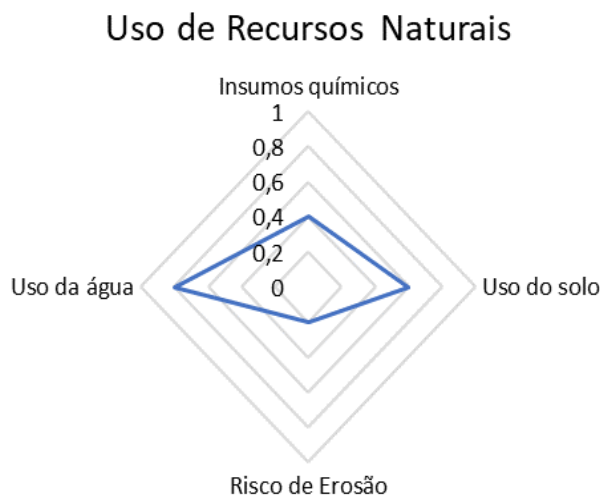 Uso de Recursos Naturais
Insumos químicos
1
0,8
0,6
0,4
0,2
0
Uso da água
Uso do solo
Risco de Erosão